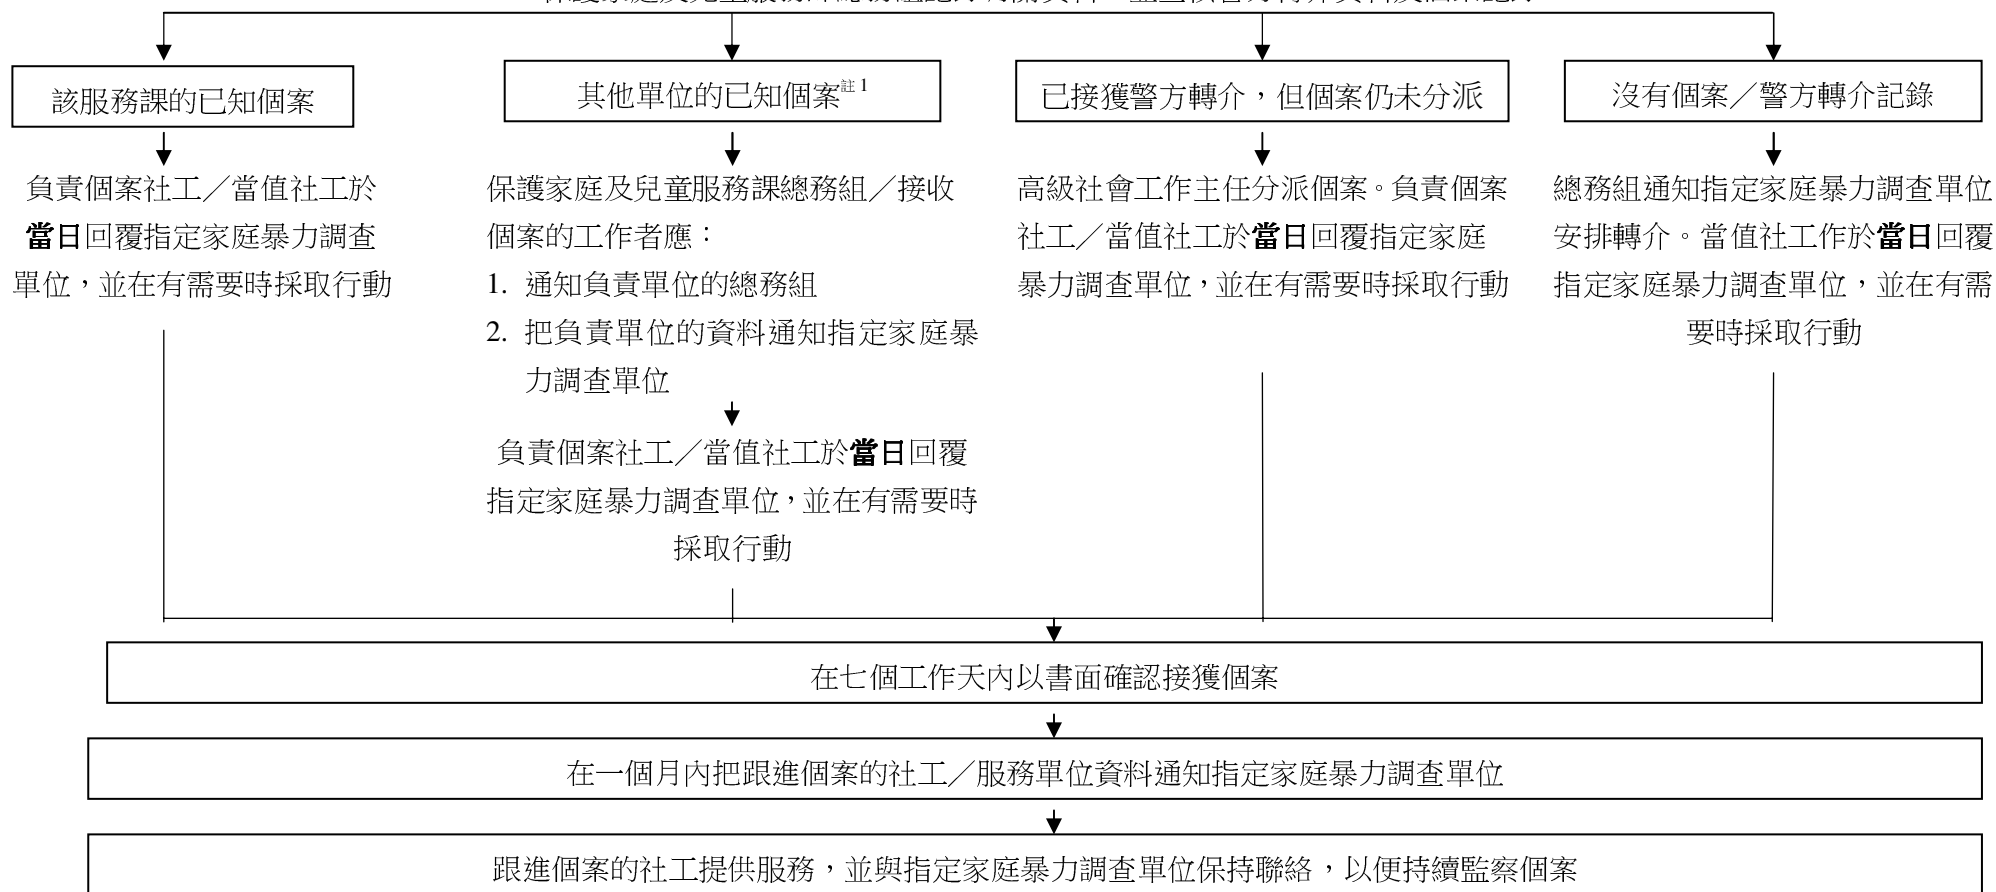 該服務課的已知個案
其他單位的已知個案註1
已接獲警方轉介，但個案仍未分派
沒有個案／警方轉介記錄
負責個案社工／當值社工於
當日回覆指定家庭暴力調查
單位，並在有需要時採取行動
保護家庭及兒童服務課總務組／接收
個案的工作者應：
1. 通知負責單位的總務組
2. 把負責單位的資料通知指定家庭暴
力調查單位
負責個案社工／當值社工於當日回覆
指定家庭暴力調查單位，並在有需要時
採取行動
高級社會工作主任分派個案。負責個案
社工／當值社工於當日回覆指定家庭
暴力調查單位，並在有需要時採取行動
總務組通知指定家庭暴力調查單位
安排轉介。當值社工作於當日回覆
指定家庭暴力調查單位，並在有需
要時採取行動
在七個工作天內以書面確認接獲個案
在一個月內把跟進個案的社工／服務單位資料通知指定家庭暴力調查單位
跟進個案的社工提供服務，並與指定家庭暴力調查單位保持聯絡，以便持續監察個案